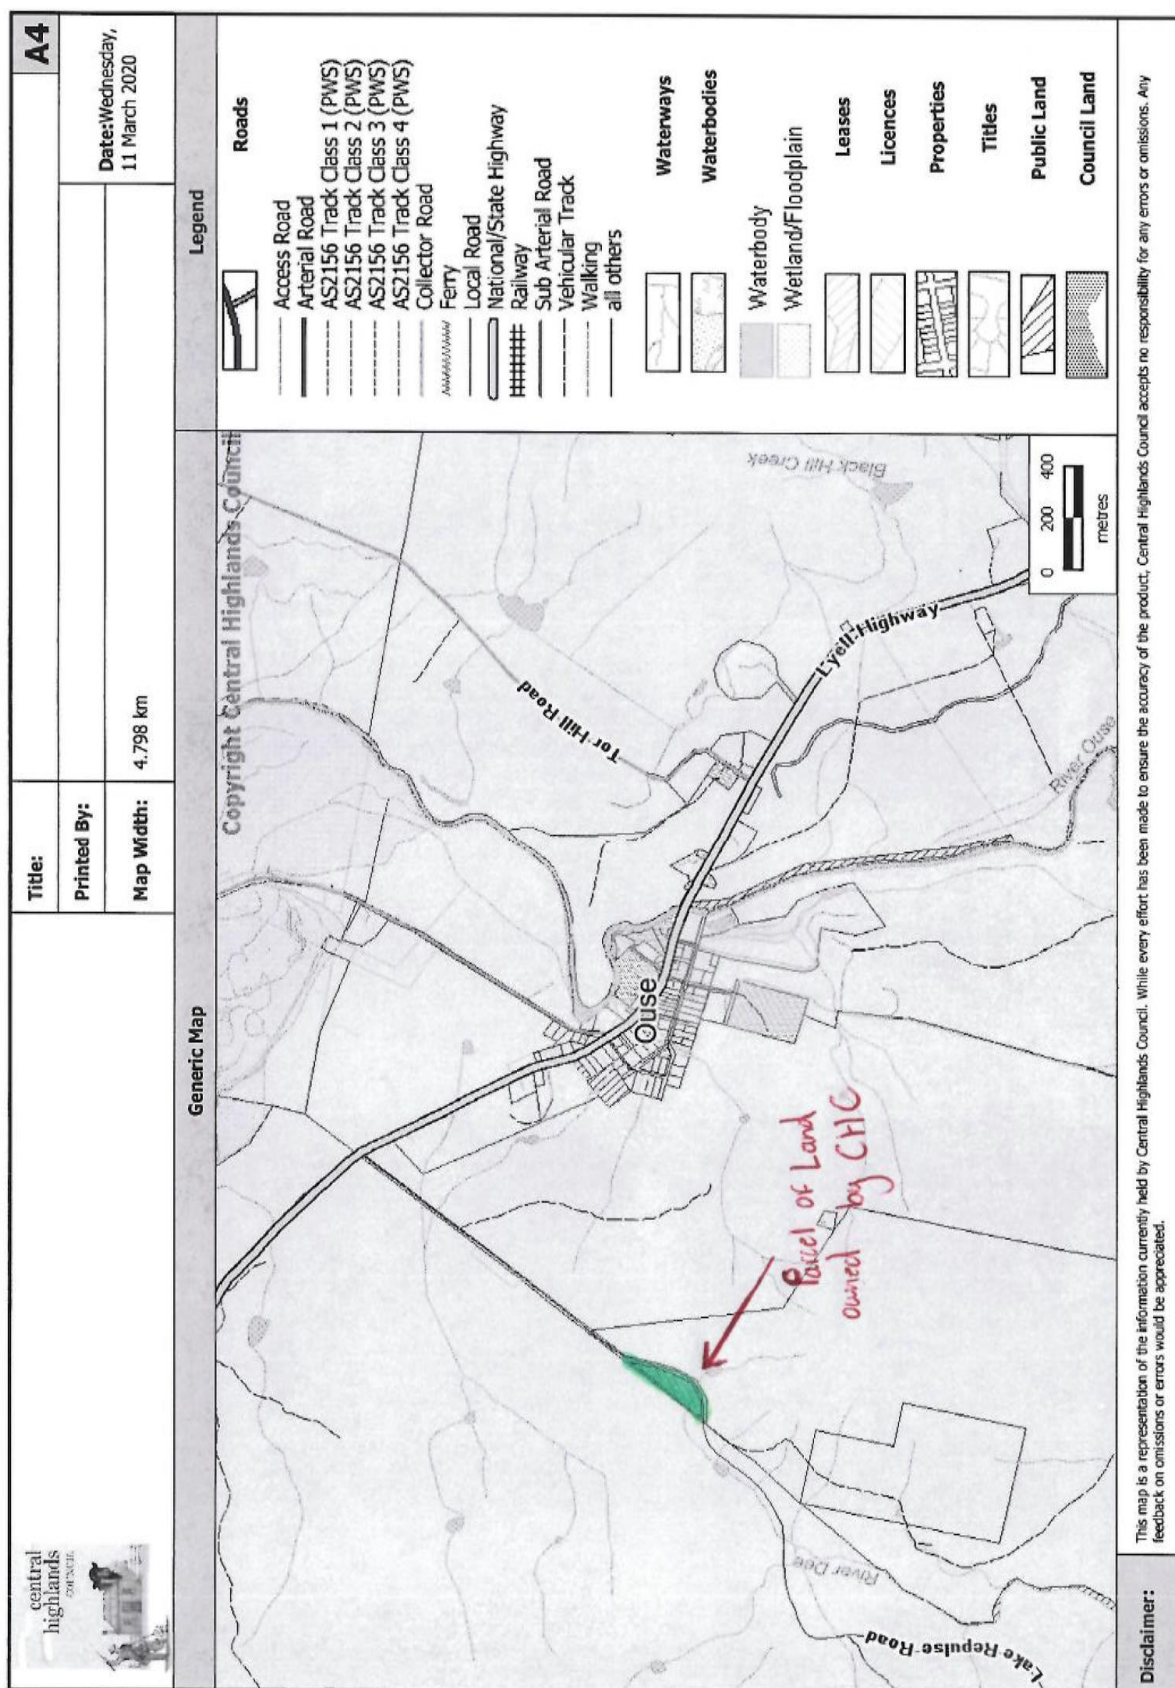 central
highlands
COUNCIL
Title:
A4
Printed By:
Date:Wednesday,
11 March 2020
Map Width: 4.798 km
Generic Map
Legend
Copyright Central Highlands Council
Tor Hill Road
Lyell Highway
Black Hill Creek
River Ouse
Ouse
Parcel of Land
owned by CHC
River Dee
Lake Repulse Road
0 200 400
metres
Roads
Access Road
Arterial Road
AS2156 Track Class 1 (PWS)
AS2156 Track Class 2 (PWS)
AS2156 Track Class 3 (PWS)
AS2156 Track Class 4 (PWS)
Collector Road
Ferry
Local Road
National/State Highway
Railway
Sub Arterial Road
Vehicular Track
Walking
all others
Waterways
Waterbodies
Waterbody
Wetland/Floodplain
Leases
Licences
Properties
Titles
Public Land
Council Land
Disclaimer:
This map is a representation of the information currently held by Central Highlands Council. While every effort has been made to ensure the accuracy of the product, Central Highlands Council accepts no responsibility for any errors or omissions. Any
feedback on omissions or errors would be appreciated.